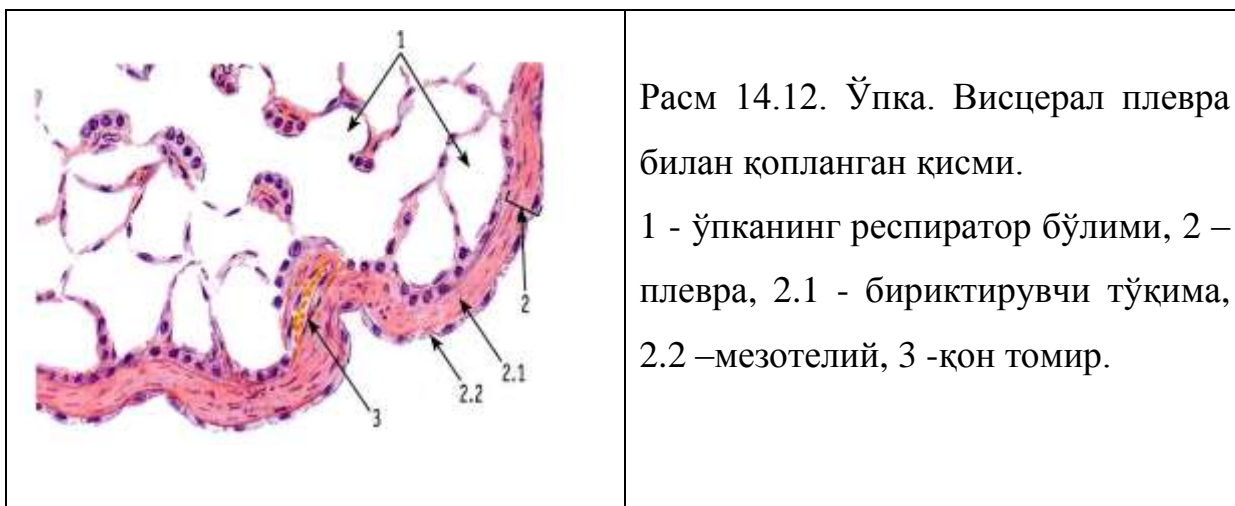 1
2
2.1
2.2
3
Расм 14.12. Ўпка. Висцерал плевра
билан қопланган қисми.
1 - ўпканинг респиратор бўлими, 2 –
плевра, 2.1 - бириктирувчи тўқима,
2.2 –мезотелий, 3 -қон томир.